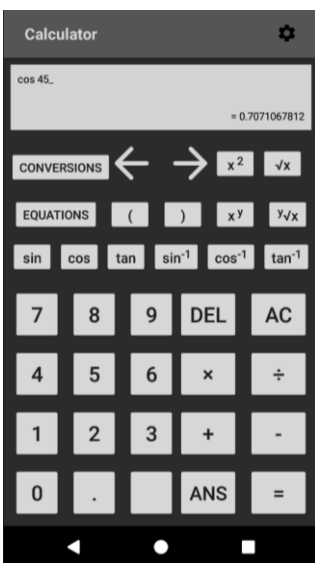 Calculator
cos 45_
= 0.7071067812
CONVERSIONS x² √x
EQUATIONS ( ) xʸ ʸ√x
sin cos tan sin⁻¹ cos⁻¹ tan⁻¹
7 8 9 DEL AC
4 5 6 × ÷
1 2 3 + -
0 . ANS =